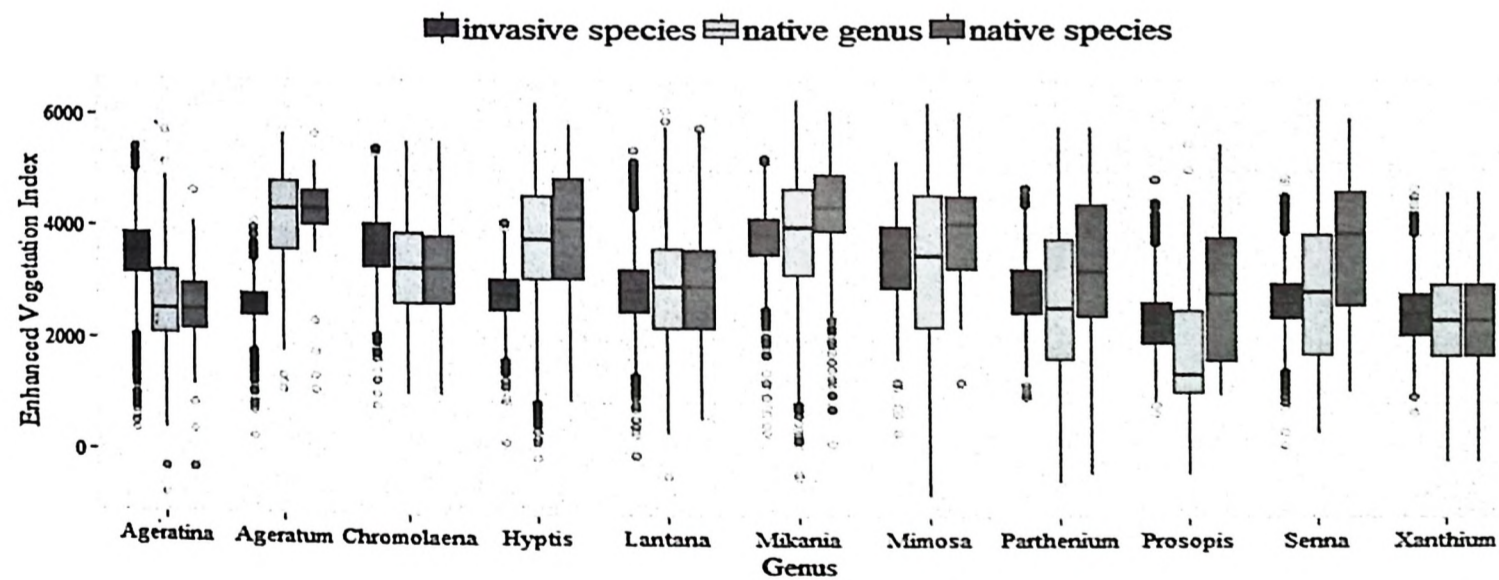 invasive species native genus native species
6000
4000
2000
0
Enhanced Vegetation Index
Ageratina Ageratum Chromolaena Hyptis Lantana Mikania Mimosa Parthenium Prosopis Senna Xanthium
Genus